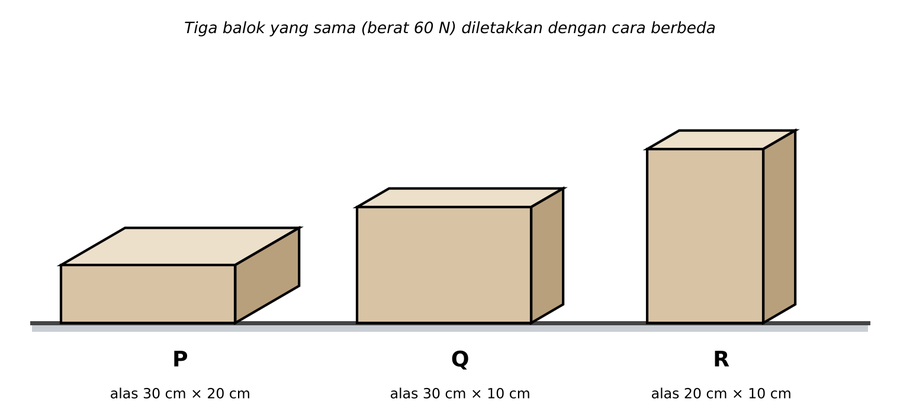 Tiga balok yang sama (berat 60 N) diletakkan dengan cara berbeda
P
Q
R
alas 30 cm × 20 cm
alas 30 cm × 10 cm
alas 20 cm × 10 cm